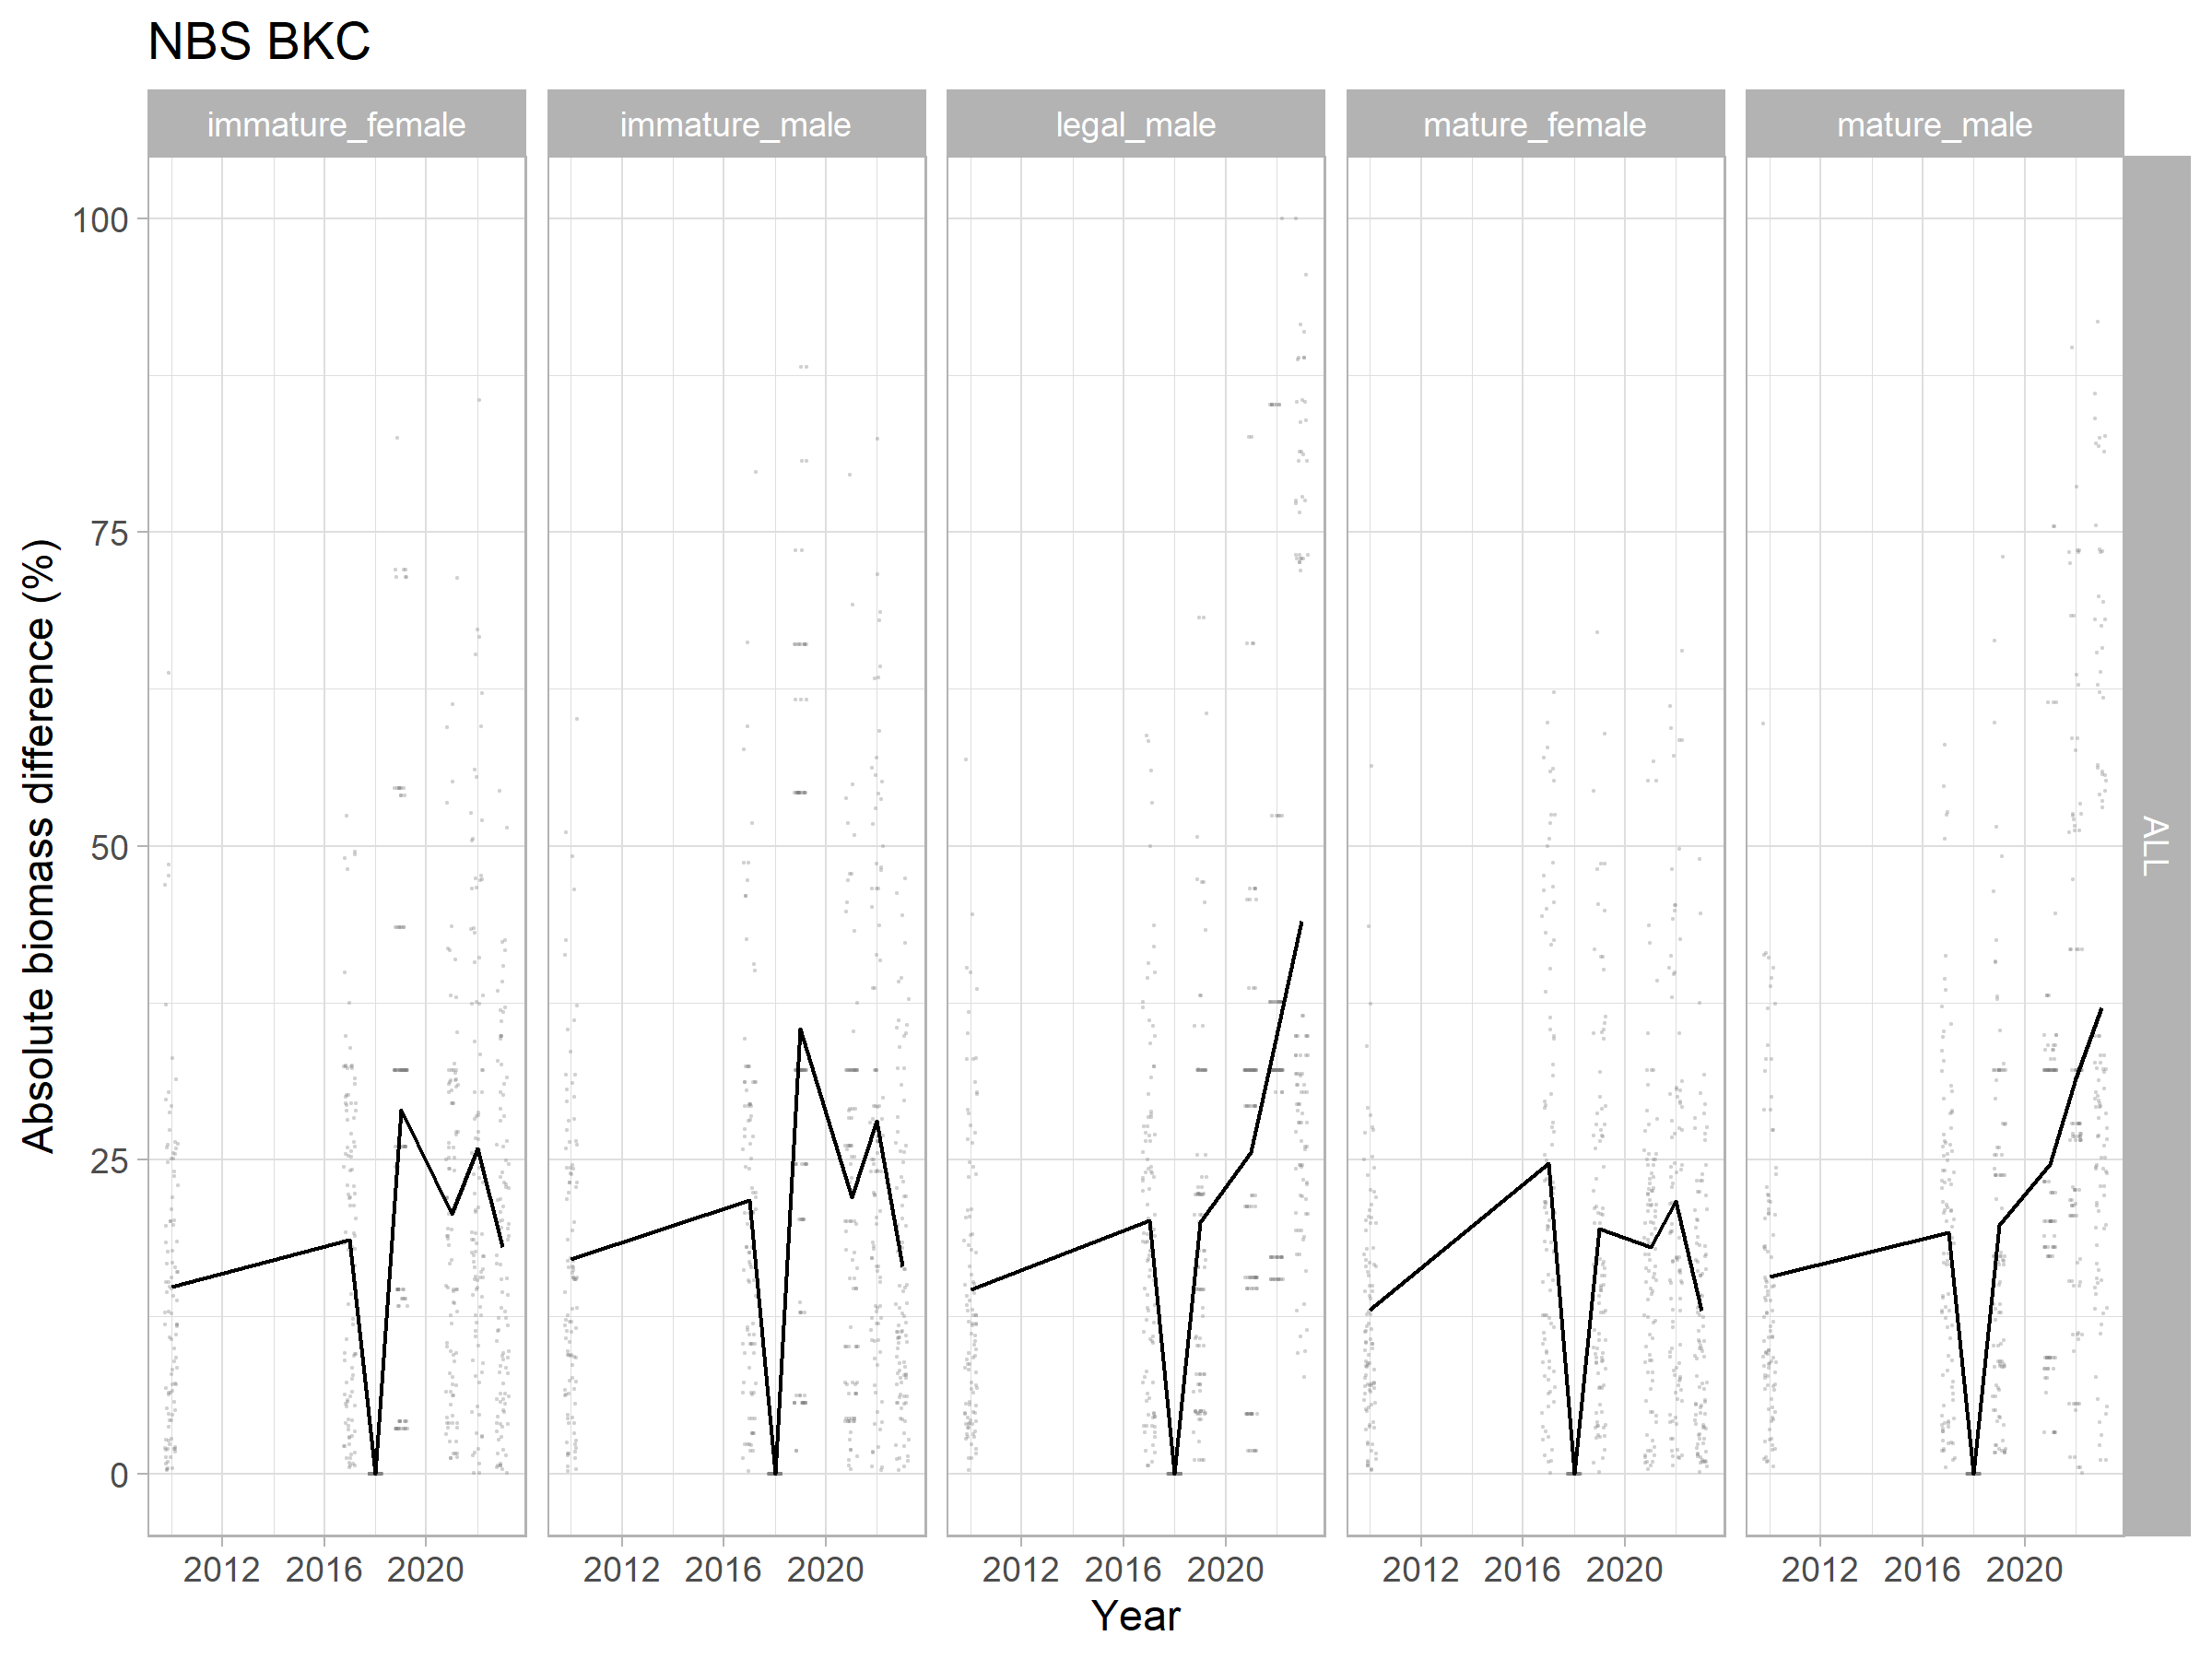 NBS BKC
immature_female immature_male legal_male mature_female mature_male
100
75
50
25
0
Absolute biomass difference (%)
ALL
2012 2016 2020 2012 2016 2020 2012 2016 2020 2012 2016 2020 2012 2016 2020
Year